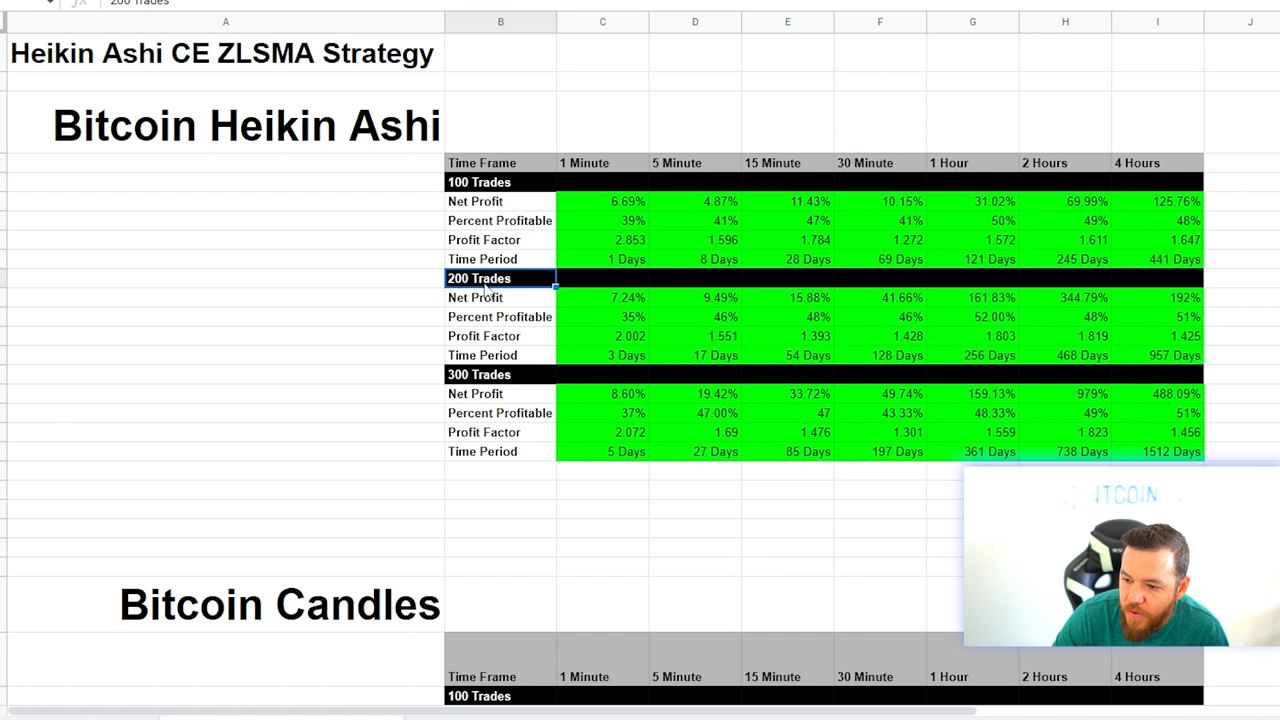 200 Trades
A B C D E F G H I J
Heikin Ashi CE ZLSMA Strategy
Bitcoin Heikin Ashi
Time Frame 1 Minute 5 Minute 15 Minute 30 Minute 1 Hour 2 Hours 4 Hours
100 Trades
Net Profit 6.69% 4.87% 11.43% 10.15% 31.02% 69.99% 125.76%
Percent Profitable 39% 41% 47% 41% 50% 49% 48%
Profit Factor 2.853 1.596 1.784 1.272 1.572 1.611 1.647
Time Period 1 Days 8 Days 28 Days 69 Days 121 Days 245 Days 441 Days
200 Trades
Net Profit 7.24% 9.49% 15.88% 41.66% 161.83% 344.79% 192%
Percent Profitable 35% 46% 48% 46% 52.00% 48% 51%
Profit Factor 2.002 1.551 1.393 1.428 1.803 1.819 1.425
Time Period 3 Days 17 Days 54 Days 128 Days 256 Days 468 Days 957 Days
300 Trades
Net Profit 8.60% 19.42% 33.72% 49.74% 159.13% 979% 488.09%
Percent Profitable 37% 47.00% 47 43.33% 48.33% 49% 51%
Profit Factor 2.072 1.69 1.476 1.301 1.559 1.823 1.456
Time Period 5 Days 27 Days 85 Days 197 Days 361 Days 738 Days 1512 Days
Bitcoin Candles
Time Frame 1 Minute 5 Minute 15 Minute 30 Minute 1 Hour 2 Hours 4 Hours
100 Trades